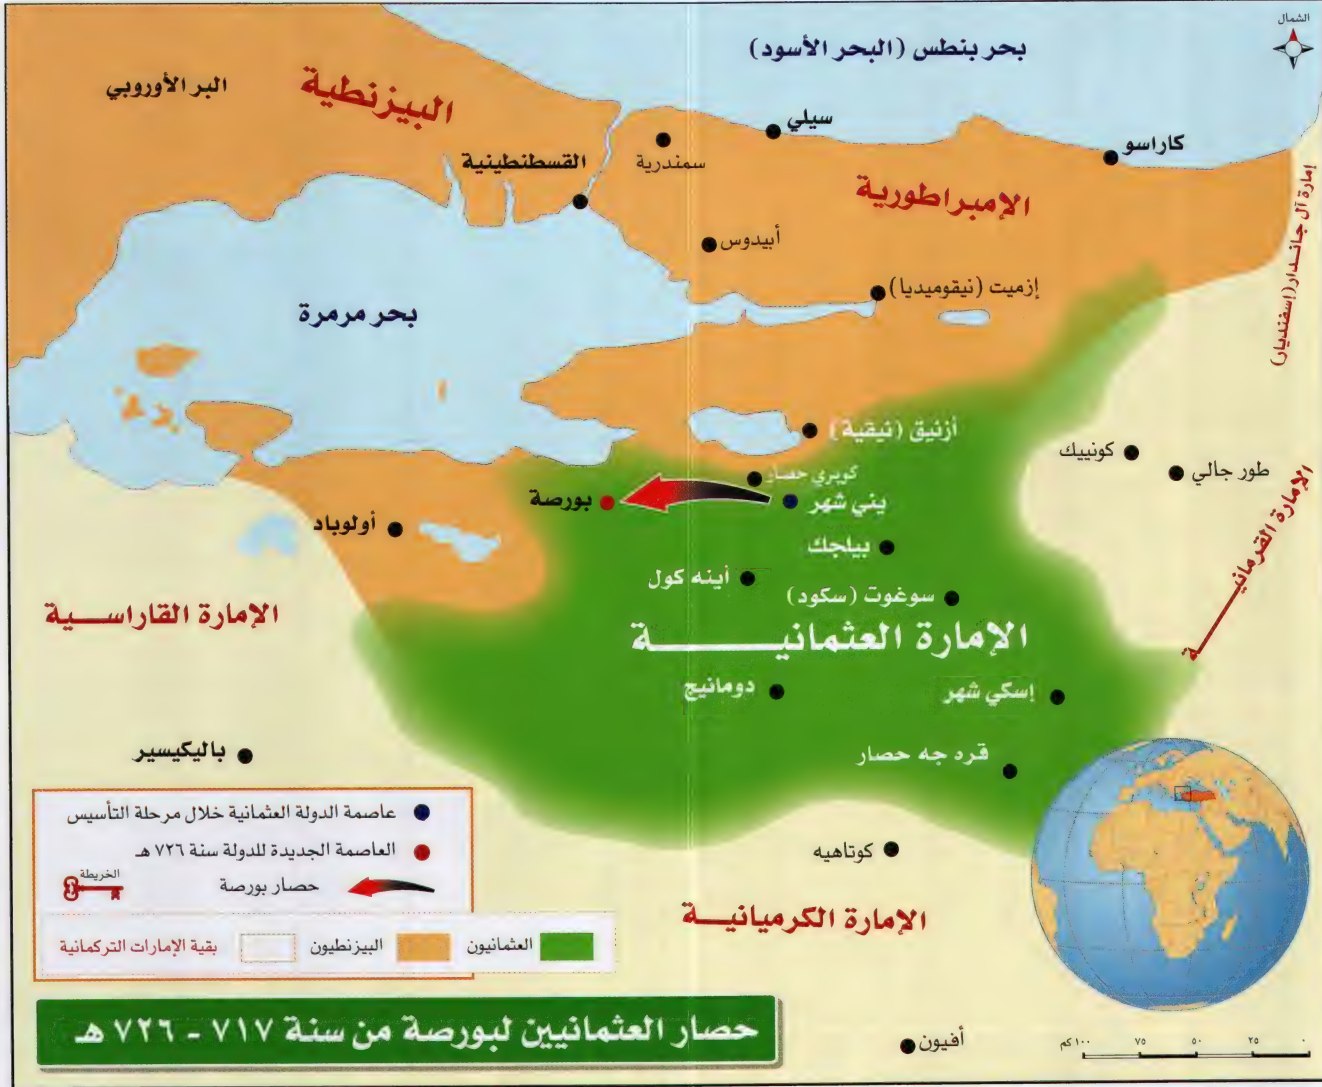 الشمال
بحر بنطس (البحر الأسود)
البر الأوروبي
البيزنطية
سيلي
كاراسو
سمندرية
القسطنطينية
إمارة آل جاندار (إسفنديار)
الإمبراطورية
أبيدوس
إزميت (نيقوميديا)
بحر مرمرة
أزنيق (نيقية)
كونييك
طور جالي
كوبري حصار
بورصة
يني شهر
الإمارة القرمانيـــــة
أولوباد
بيلجك
أينه كول
سوغوت (سكود)
الإمارة القاراســـية
الإمارة العثمانيــــــــة
دومانيج
إسكي شهر
باليكيسير
قره جه حصار
عاصمة الدولة العثمانية خلال مرحلة التأسيس
العاصمة الجديدة للدولة سنة ٧٢٦ هـ
حصار بورصة
الخريطة
كوتاهيه
الإمارة الكرميانيـــة
العثمانيون
البيزنطيون
بقية الإمارات التركمانية
حصار العثمانيين لبورصة من سنة ٧١٧ - ٧٢٦ هـ
أفيون
٠ ٢٥ ٥٠ ٧٥ ١٠٠ كم